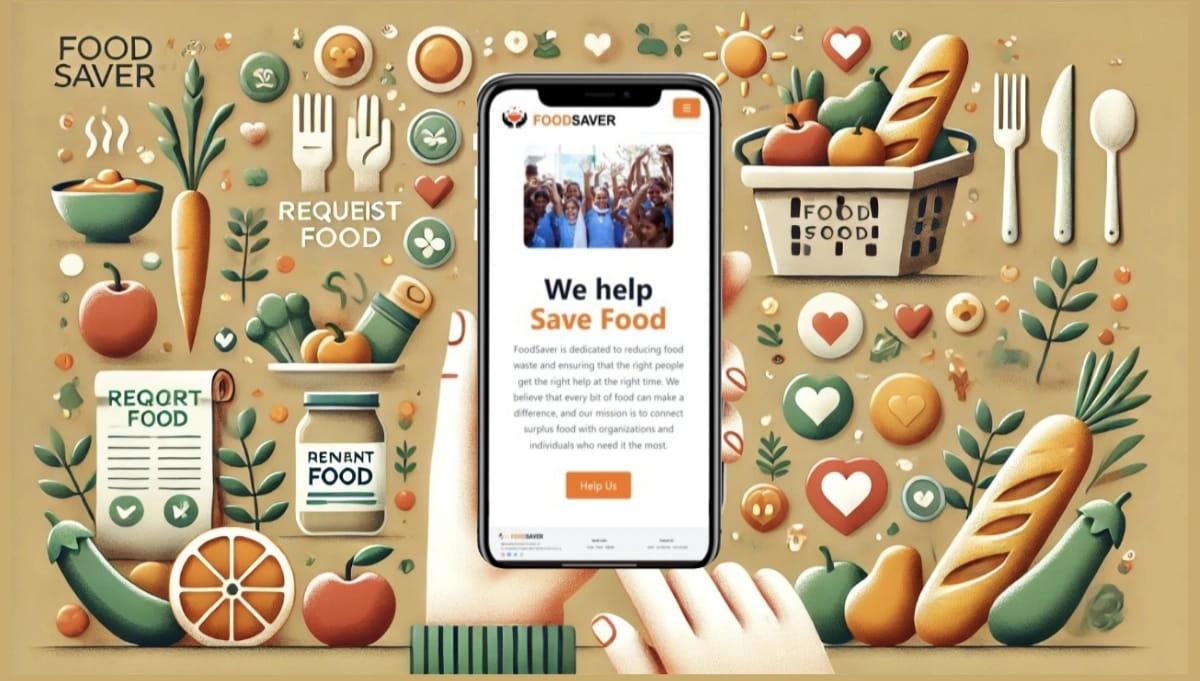 FOOD
SAVER
REQUEIST
FOOD
REQORT
FOOD
RENANT
FOOD
FOODSAVER
We help
Save Food
FoodSaver is dedicated to reducing food
waste and ensuring that the right people
get the right help at the right time. We
believe that every bit of food can make a
difference, and our mission is to connect
surplus food with organizations and
individuals who need it the most.
Help Us
FOODSAVER
FOOD
SOOD